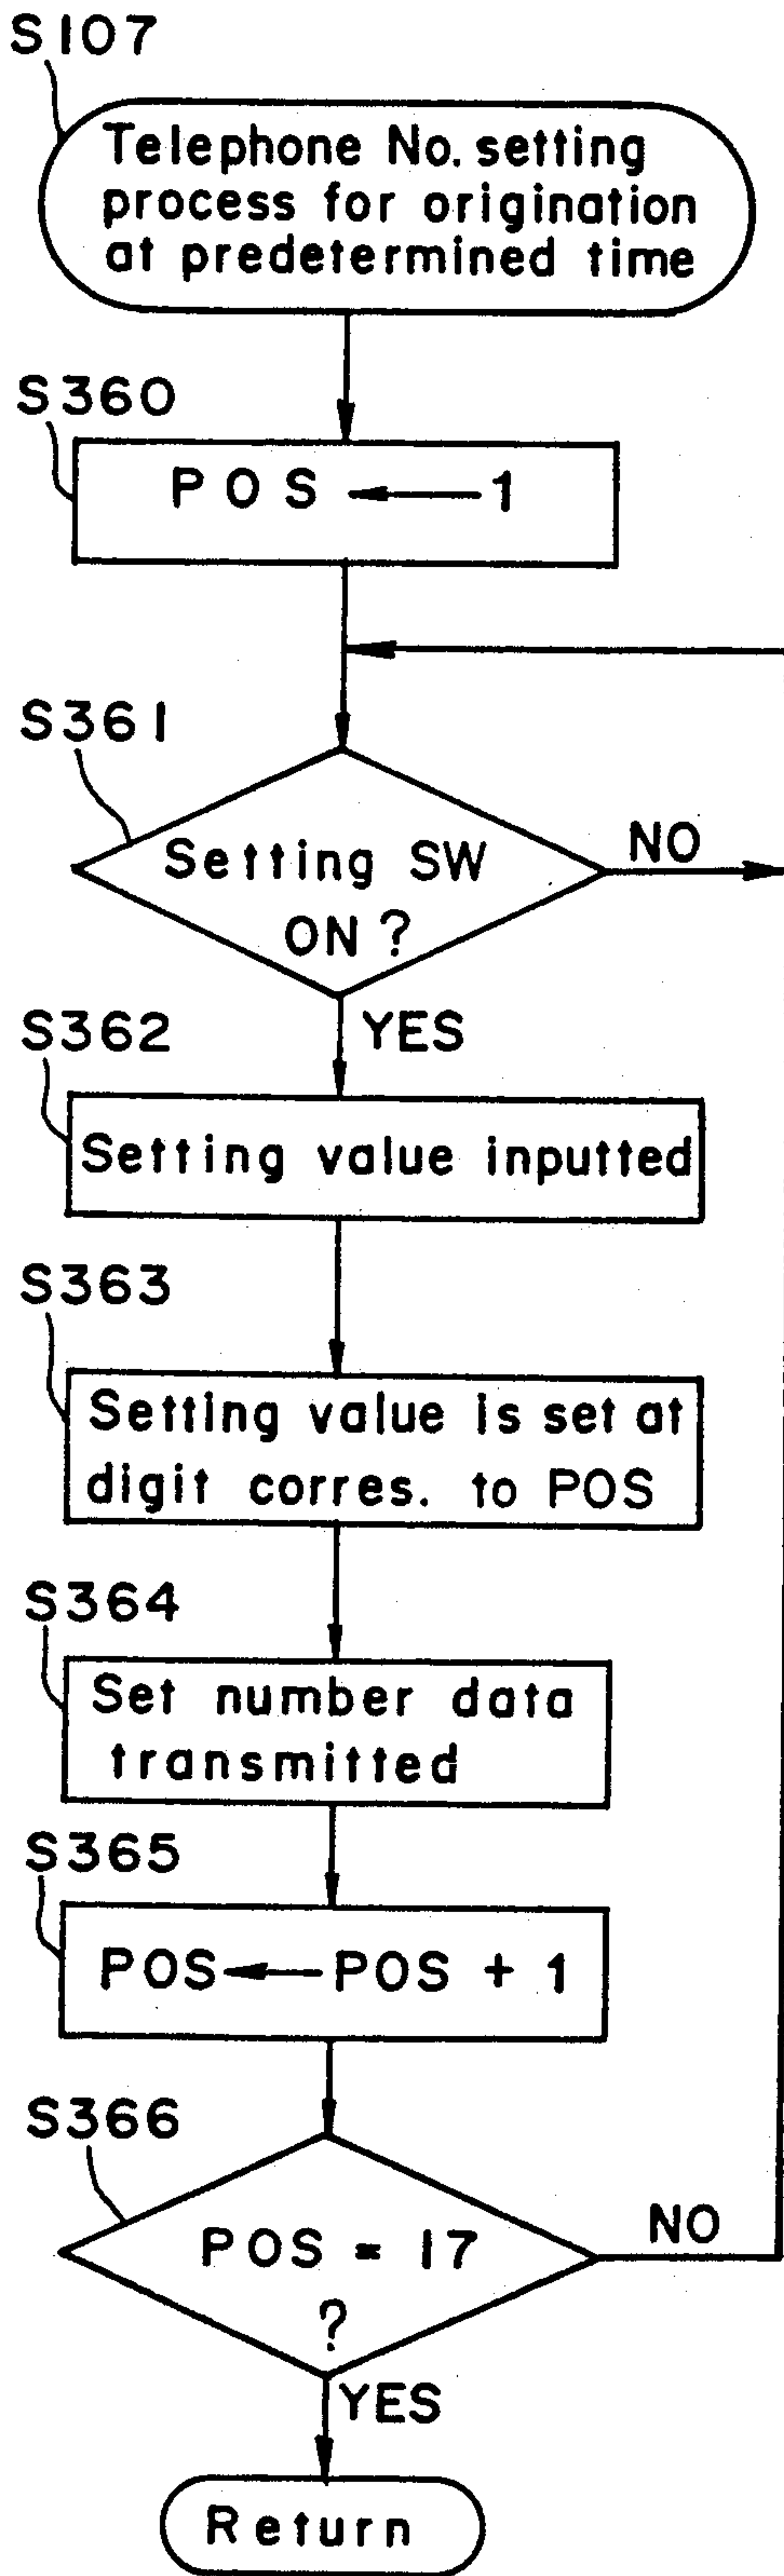 S107
Telephone No. setting
process for origination
at predetermined time
S360
POS ← 1
S361
Setting SW
ON ?
NO
YES
S362
Setting value inputted
S363
Setting value is set at
digit corres. to POS
S364
Set number data
transmitted
S365
POS ← POS + 1
S366
POS = 17
?
NO
YES
Return